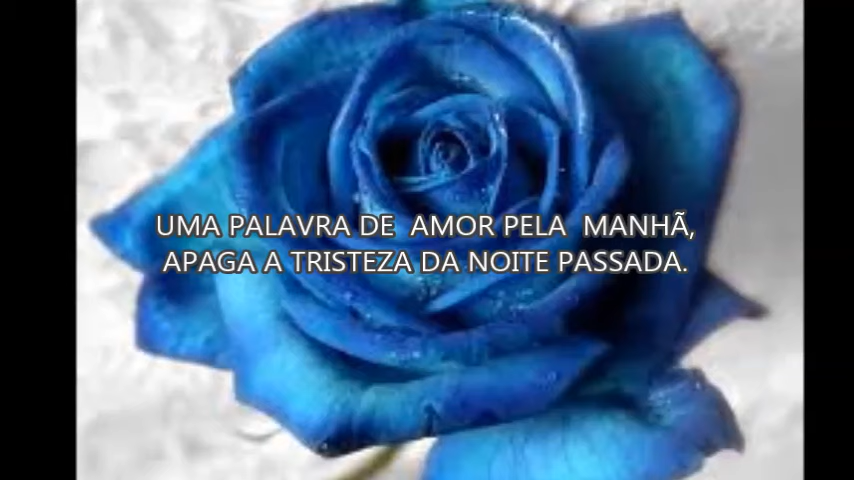 UMA PALAVRA DE  AMOR PELA  MANHÃ,
APAGA A TRISTEZA DA NOITE PASSADA.